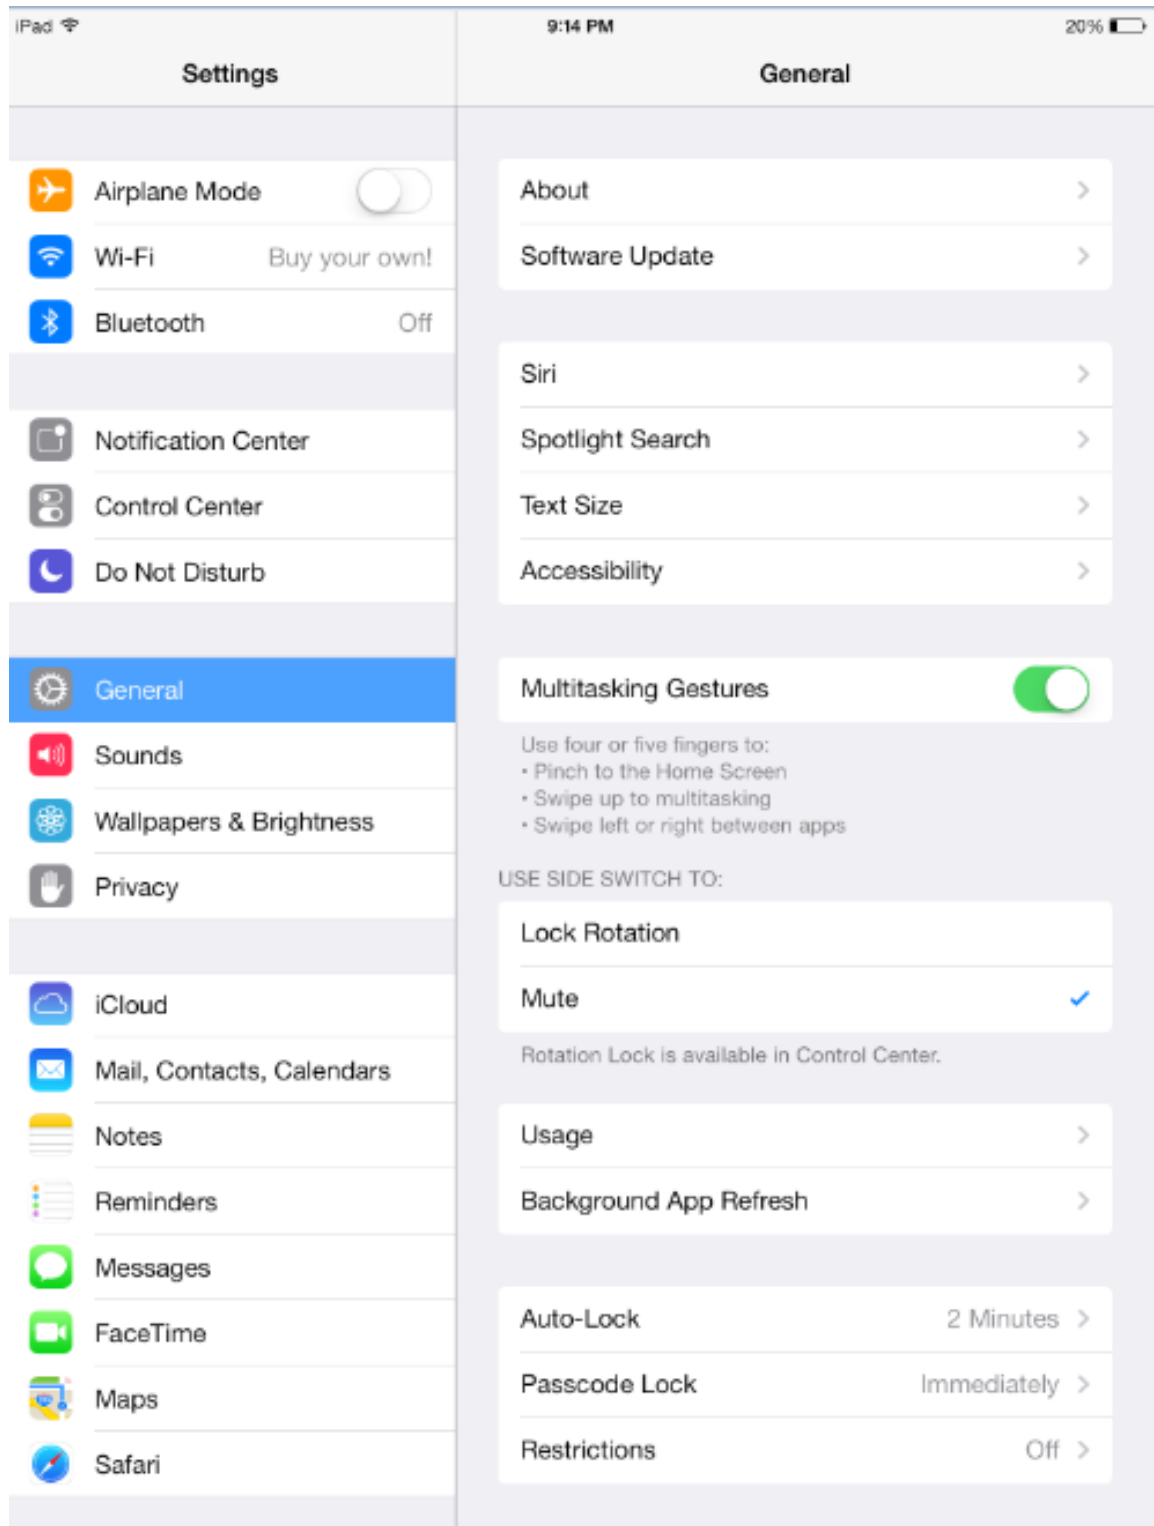 iPad
9:14 PM
20%
Settings
General
Airplane Mode
Wi-Fi Buy your own!
Bluetooth Off
Notification Center
Control Center
Do Not Disturb
General
Sounds
Wallpapers & Brightness
Privacy
iCloud
Mail, Contacts, Calendars
Notes
Reminders
Messages
FaceTime
Maps
Safari
About
Software Update
Siri
Spotlight Search
Text Size
Accessibility
Multitasking Gestures
Use four or five fingers to:
• Pinch to the Home Screen
• Swipe up to multitasking
• Swipe left or right between apps
USE SIDE SWITCH TO:
Lock Rotation
Mute
Rotation Lock is available in Control Center.
Usage
Background App Refresh
Auto-Lock 2 Minutes
Passcode Lock Immediately
Restrictions Off